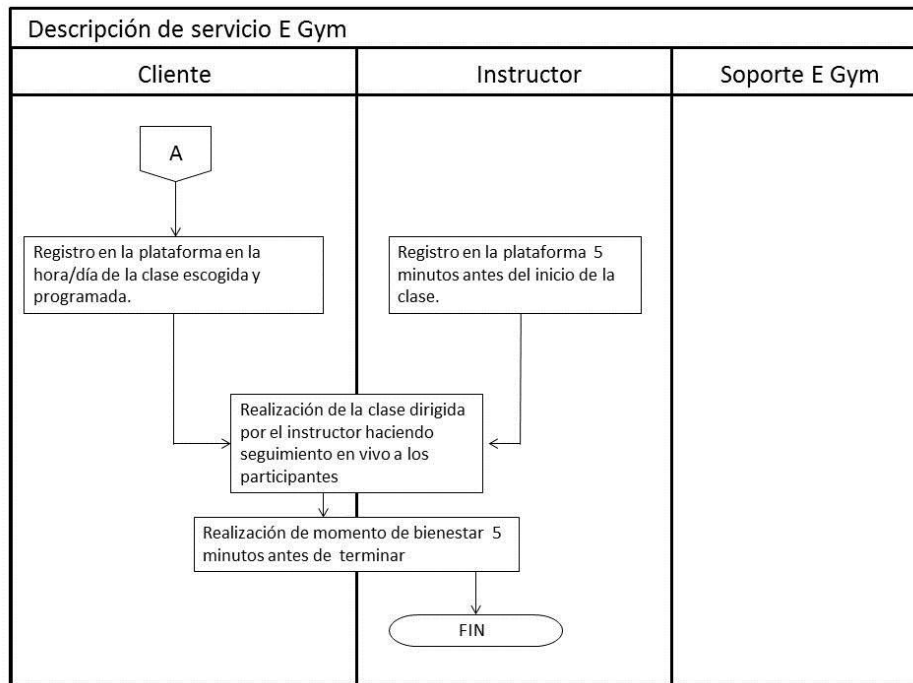 Descripción de servicio E Gym
Cliente
Instructor
Soporte E Gym
A
Registro en la plataforma en la
hora/día de la clase escogida y
programada.
Registro en la plataforma 5
minutos antes del inicio de la
clase.
Realización de la clase dirigida
por el instructor haciendo
seguimiento en vivo a los
participantes
Realización de momento de bienestar 5
minutos antes de terminar
FIN